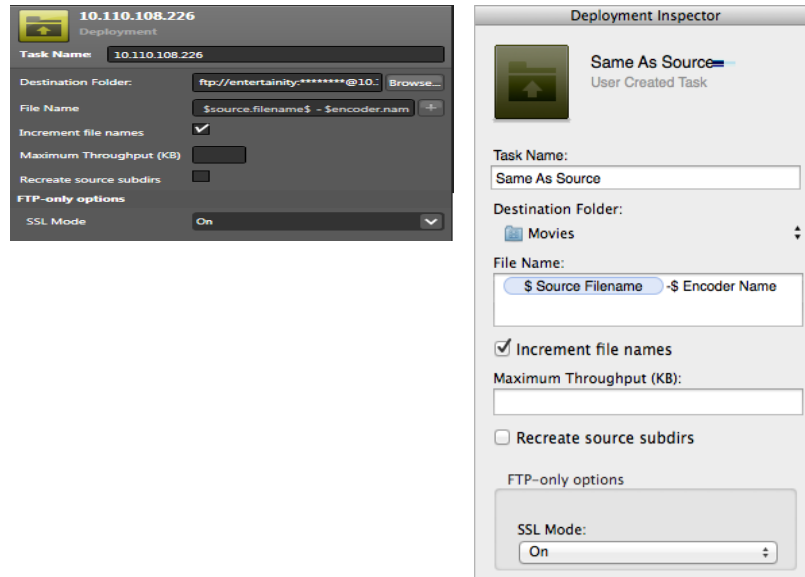 10.110.108.226
Deployment
Task Name: 10.110.108.226
Destination Folder: ftp://entertainity:********@10.: Browse...
File Name $source.filename$ - $encoder.nam +
Increment file names
Maximum Throughput (KB)
Recreate source subdirs
FTP-only options
SSL Mode On
Deployment Inspector
Same As Source
User Created Task
Task Name:
Same As Source
Destination Folder:
Movies
File Name:
$ Source Filename -$ Encoder Name
Increment file names
Maximum Throughput (KB):
Recreate source subdirs
FTP-only options
SSL Mode:
On